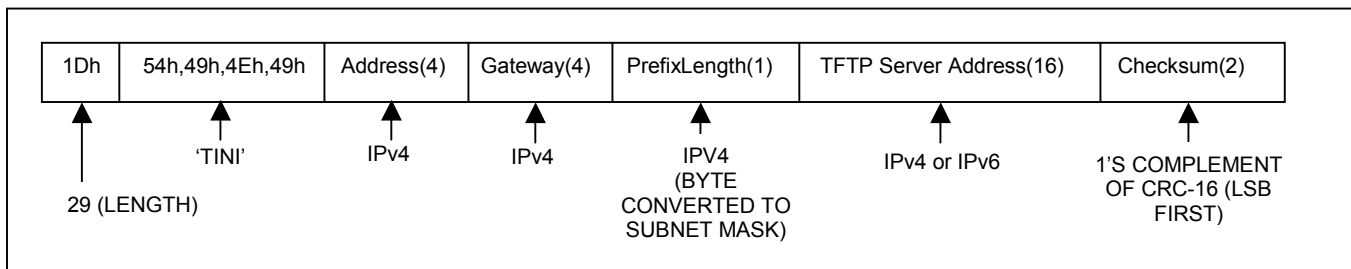 1Dh 54h,49h,4Eh,49h Address(4) Gateway(4) PrefixLength(1) TFTP Server Address(16) Checksum(2)
29 (LENGTH)
‘TINI’
IPv4
IPv4
IPV4
(BYTE
CONVERTED TO
SUBNET MASK)
IPv4 or IPv6
1’S COMPLEMENT
OF CRC-16 (LSB
FIRST)